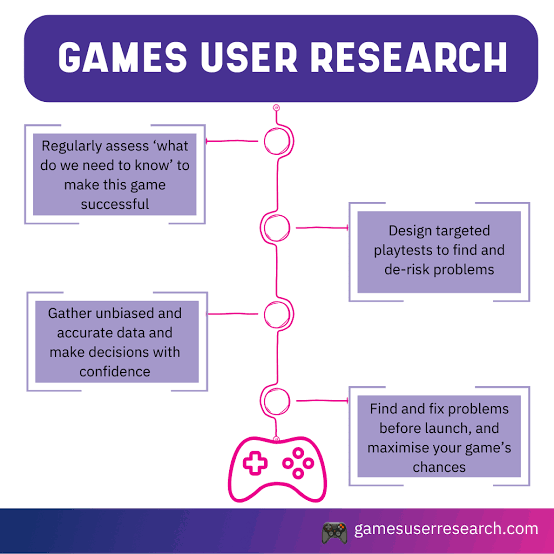 GAMES USER RESEARCH
Regularly assess ‘what
do we need to know’ to
make this game
successful
Design targeted
playtests to find and
de-risk problems
Gather unbiased and
accurate data and
make decisions with
confidence
Find and fix problems
before launch, and
maximise your game’s
chances
gamesuserresearch.com